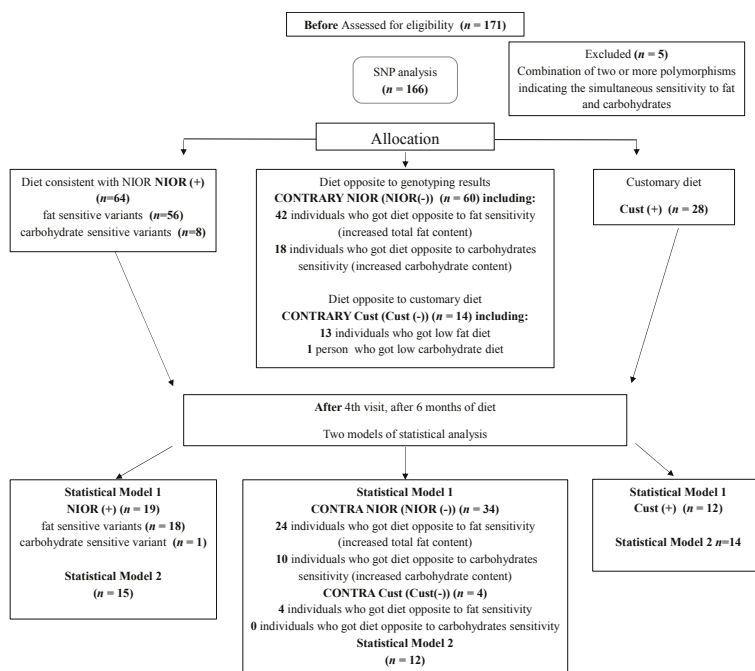 Before Assessed for eligibility (n = 171)
Excluded (n = 5)
Combination of two or more polymorphisms
indicating the simultaneous sensitivity to fat
and carbohydrates
SNP analysis
(n = 166)
Allocation
Diet consistent with NIOR NIOR (+)
(n=64)
fat sensitive variants (n=56)
carbohydrate sensitive variants (n=8)
Diet opposite to genotyping results
CONTRARY NIOR (NIOR(-)) (n = 60) including:
42 individuals who got diet opposite to fat sensitivity
(increased total fat content)
18 individuals who got diet opposite to carbohydrates
sensitivity (increased carbohydrate content)
Diet opposite to customary diet
CONTRARY Cust (Cust (-)) (n = 14) including:
13 individuals who got low fat diet
1 person who got low carbohydrate diet
Customary diet
Cust (+) (n = 28)
After 4th visit, after 6 months of diet
Two models of statistical analysis
Statistical Model 1
NIOR (+) (n = 19)
fat sensitive variants (n = 18)
carbohydrate sensitive variant (n = 1)
Statistical Model 2
(n = 15)
Statistical Model 1
CONTRA NIOR (NIOR (-)) (n = 34)
24 individuals who got diet opposite to fat sensitivity
(increased total fat content)
10 individuals who got diet opposite to carbohydrates
sensitivity (increased carbohydrate content)
CONTRA Cust (Cust(-)) (n = 4)
4 individuals who got diet opposite to fat sensitivity
0 individuals who got diet opposite to carbohydrates sensitivity
Statistical Model 2
(n = 12)
Statistical Model 1
Cust (+) (n = 12)
Statistical Model 2 n=14